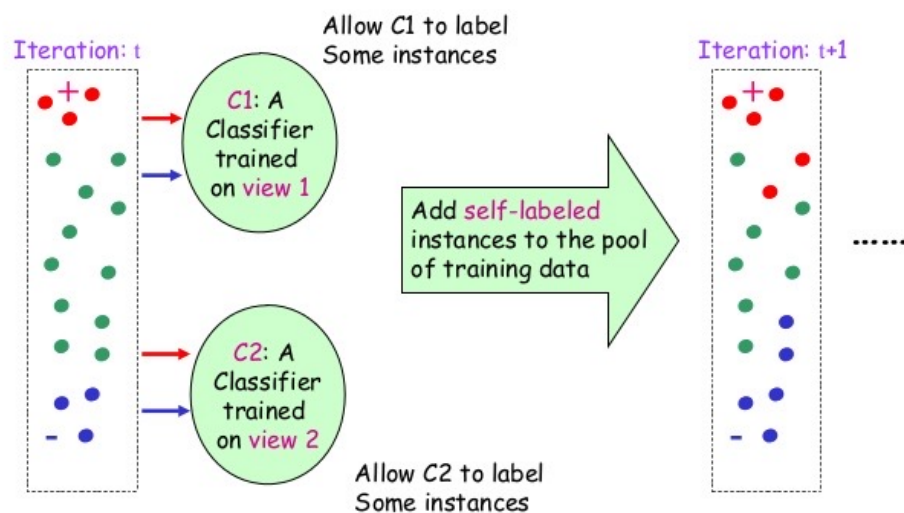 Allow C1 to label
Some instances
Iteration: t
+
C1: A
Classifier
trained
on view 1
Add self-labeled
instances to the pool
of training data
C2: A
Classifier
trained
on view 2
-
Allow C2 to label
Some instances
Iteration: t+1
+
-
......